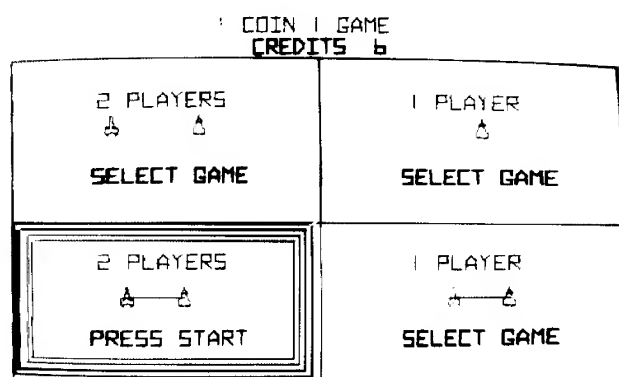 1 COIN 1 GAME
CREDITS 6
2 PLAYERS
SELECT GAME
1 PLAYER
SELECT GAME
2 PLAYERS
PRESS START
1 PLAYER
SELECT GAME